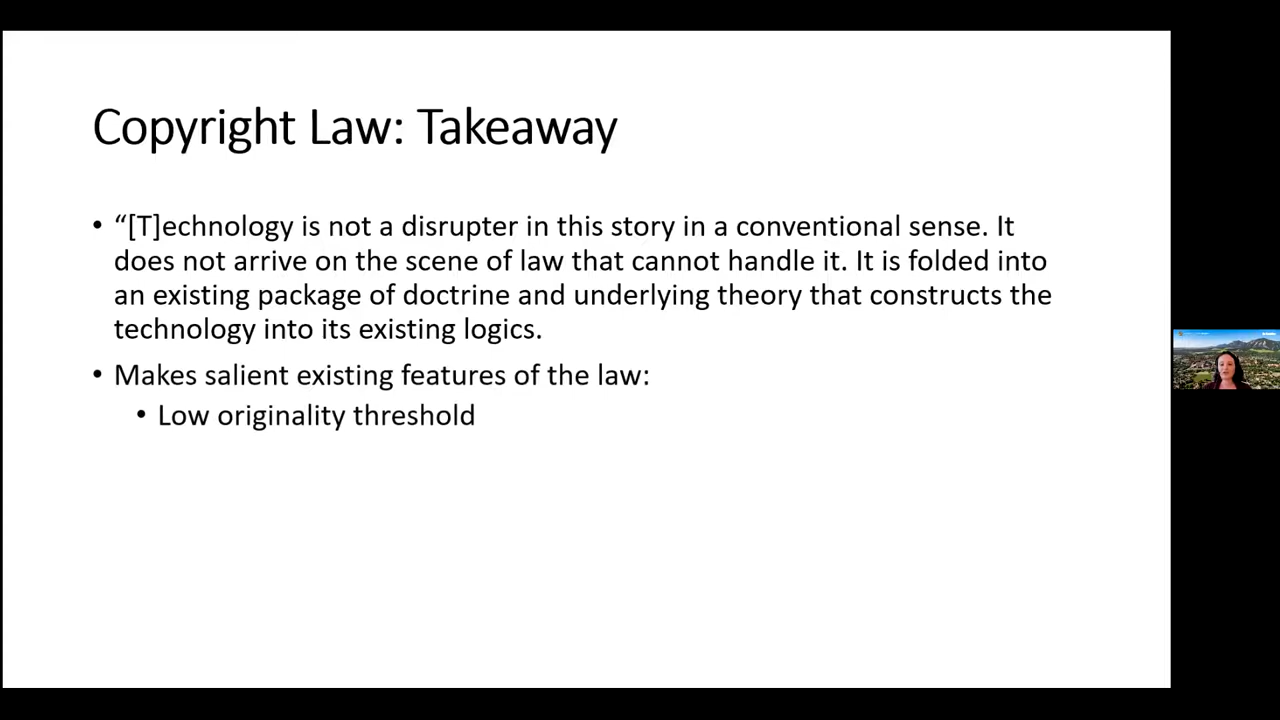 Copyright Law: Takeaway
• “[T]echnology is not a disrupter in this story in a conventional sense. It
does not arrive on the scene of law that cannot handle it. It is folded into
an existing package of doctrine and underlying theory that constructs the
technology into its existing logics.
• Makes salient existing features of the law:
• Low originality threshold